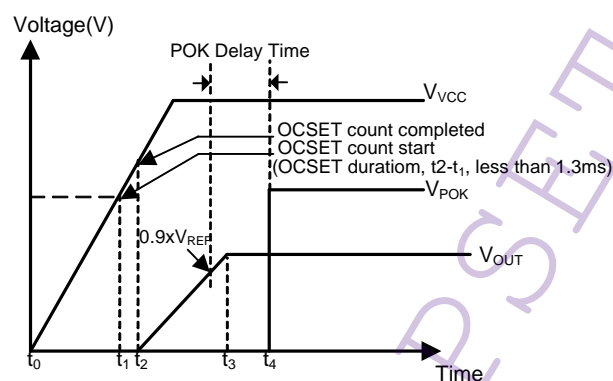 Voltage(V)
POK Delay Time
VVCC
OCSET count completed
OCSET count start
(OCSET duratiom, t2-t1, less than 1.3ms)
VPOK
0.9xVREF
VOUT
t0
t1
t2
t3
t4
Time
PSET